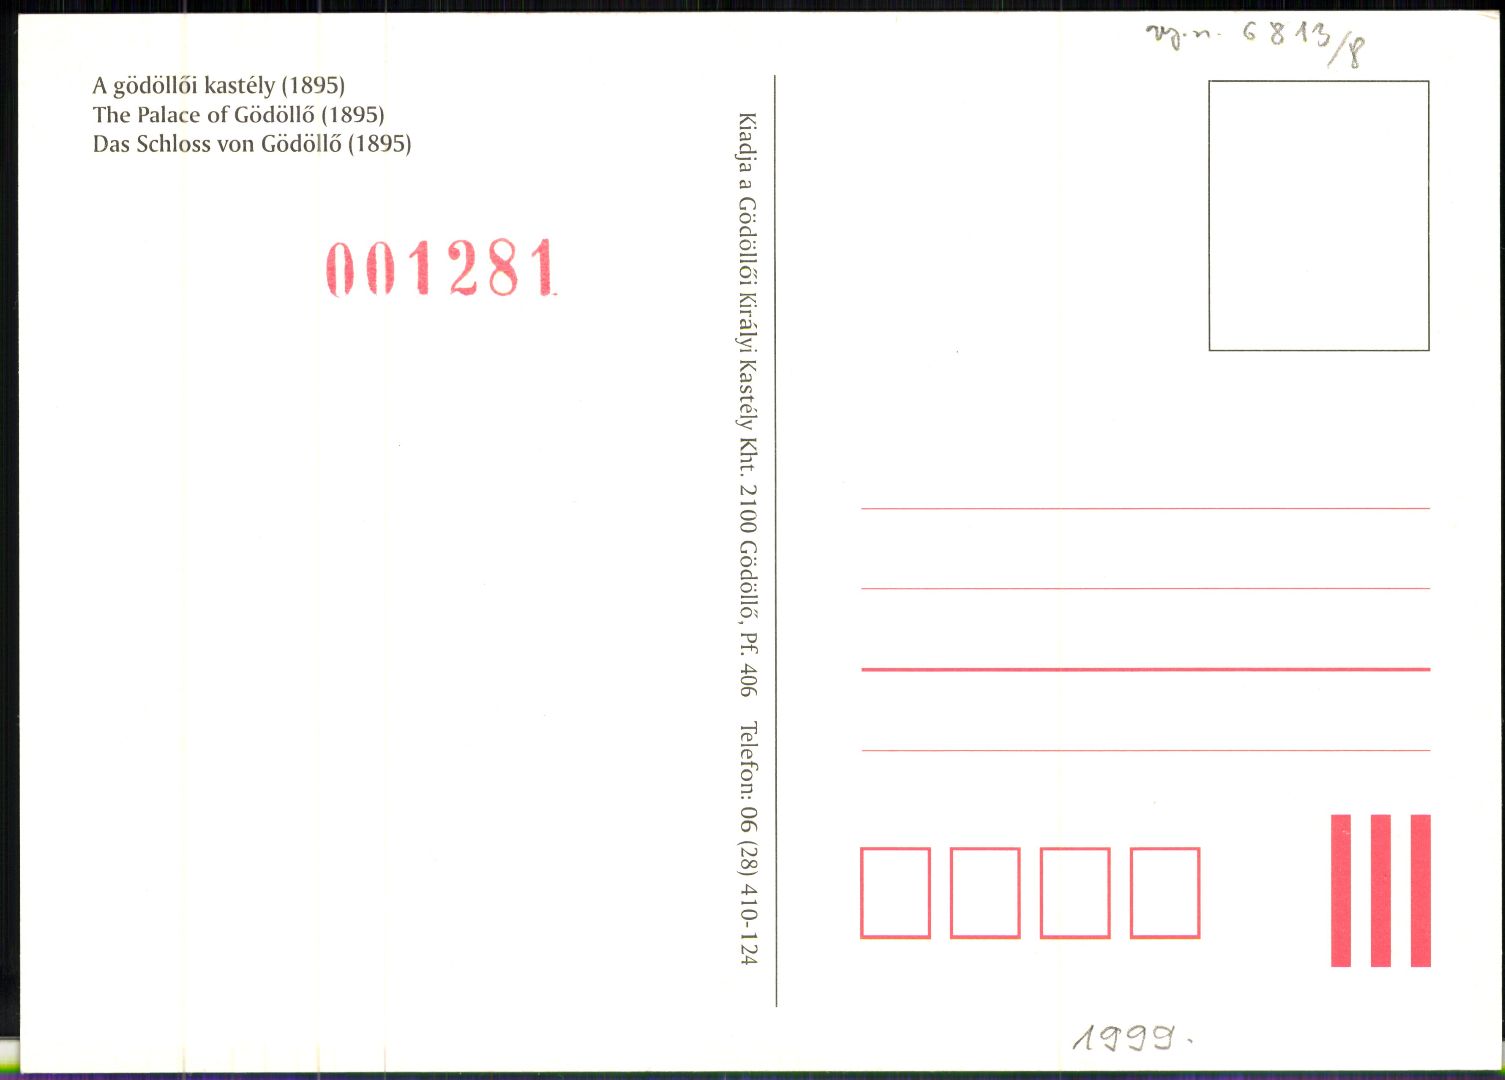 A gödöllői kastély (1895)
The Palace of Gödöllő (1895)
Das Schloss von Gödöllő (1895)
001281
Kiadja a Gödöllői Királyi Kastély Kht. 2100 Gödöllő, Pf. 406 Telefon: 06 (28) 410-124
6813/8
1999.